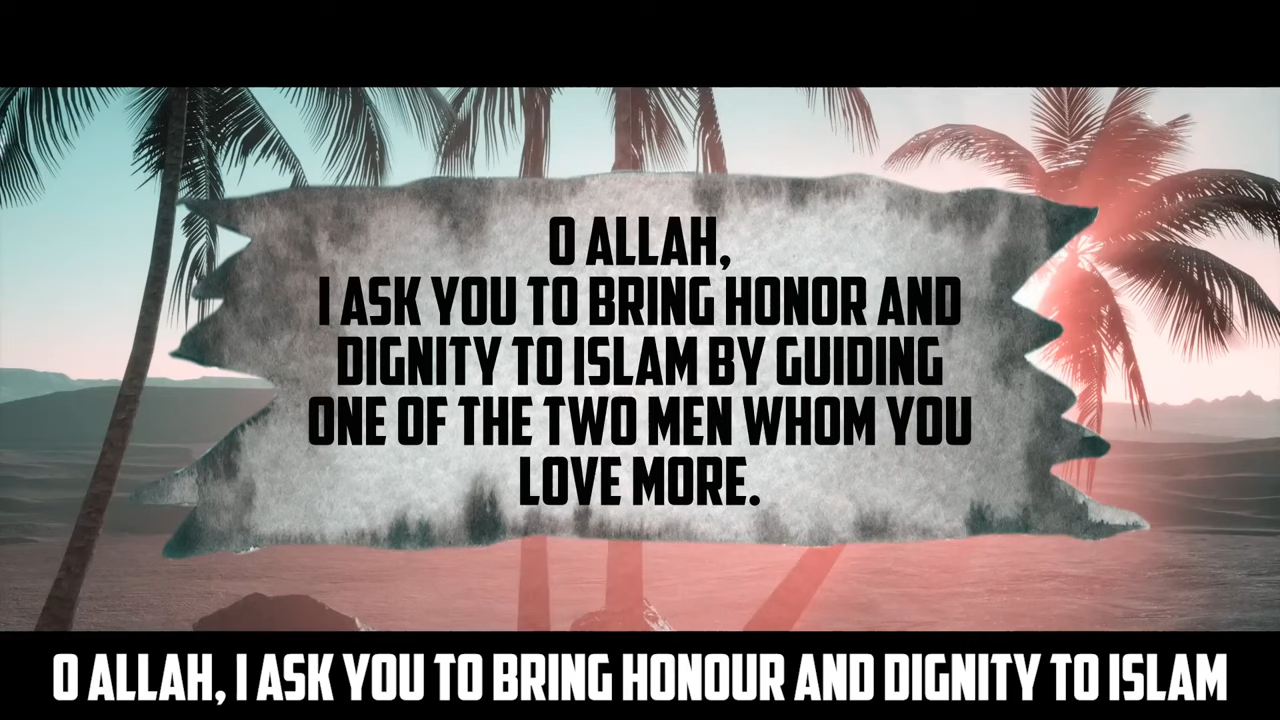 O ALLAH,
I ASK YOU TO BRING HONOR AND
DIGNITY TO ISLAM BY GUIDING
ONE OF THE TWO MEN WHOM YOU
LOVE MORE.
O ALLAH, I ASK YOU TO BRING HONOUR AND DIGNITY TO ISLAM